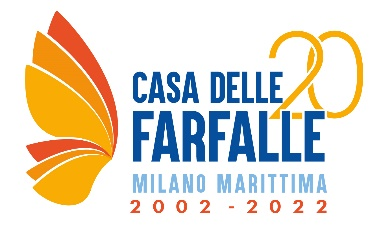 20
CASA DELLE
FARFALLE
MILANO MARITTIMA
2002 - 2022